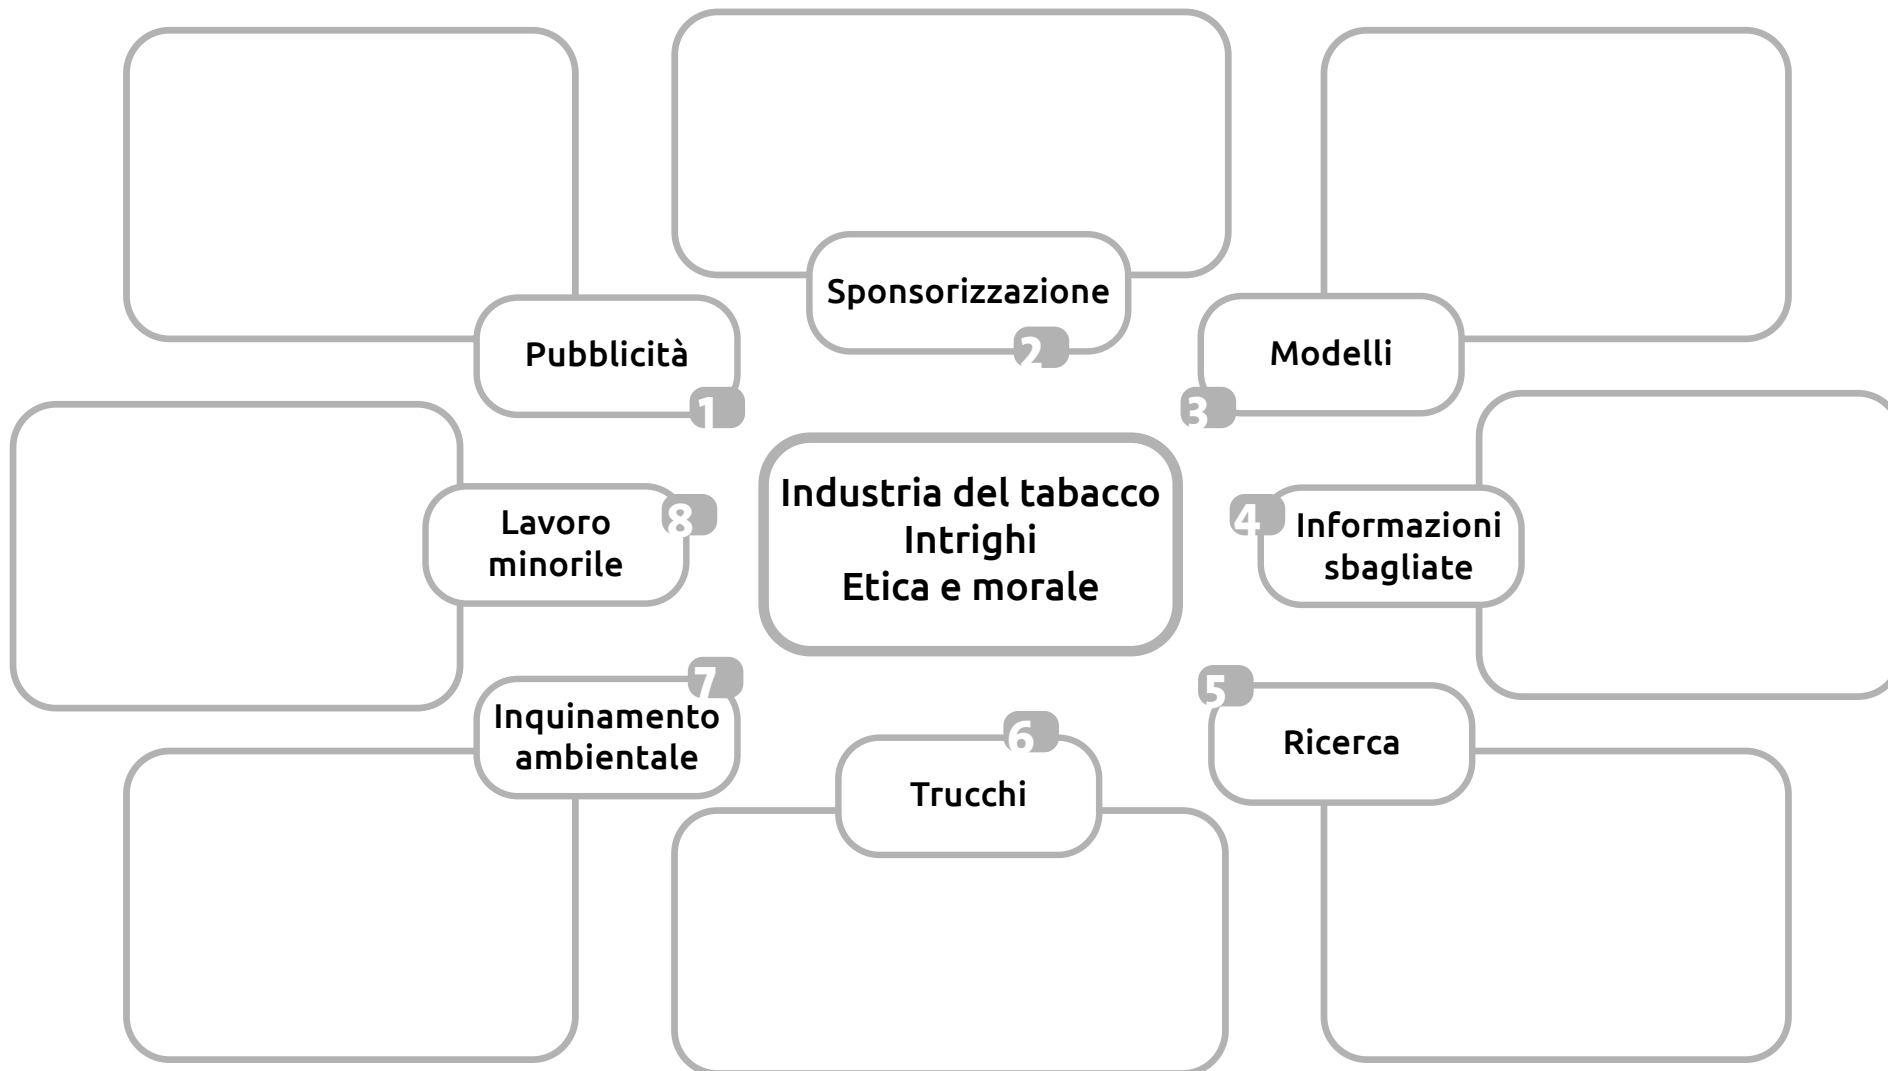 Sponsorizzazione
2
Pubblicità
1
Modelli
3
Industria del tabacco
Intrighi
Etica e morale
Lavoro
minorile
8
4
Informazioni
sbagliate
7
Inquinamento
ambientale
6
Trucchi
5
Ricerca